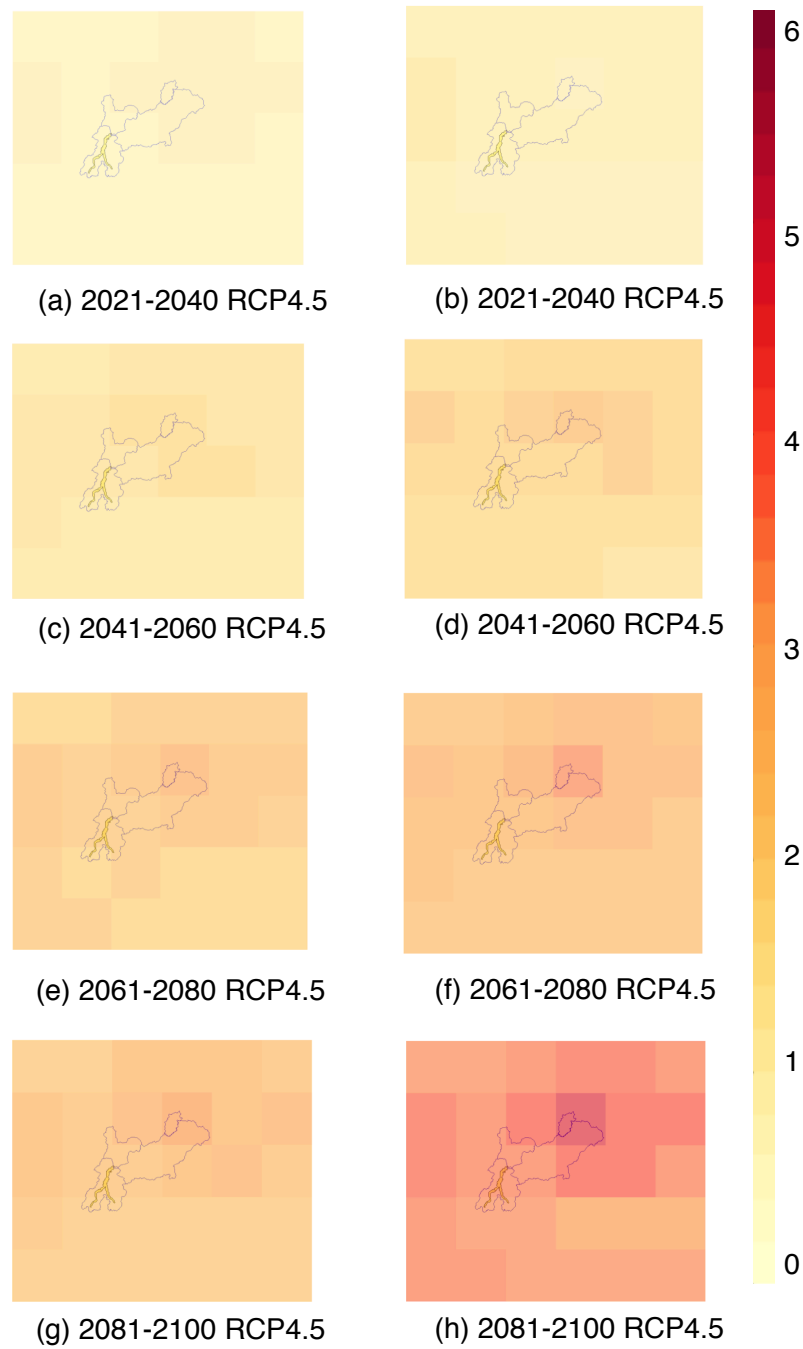 6
(a) 2021-2040 RCP4.5
(b) 2021-2040 RCP4.5
5
4
(c) 2041-2060 RCP4.5
(d) 2041-2060 RCP4.5
3
2
(e) 2061-2080 RCP4.5
(f) 2061-2080 RCP4.5
1
0
(g) 2081-2100 RCP4.5
(h) 2081-2100 RCP4.5